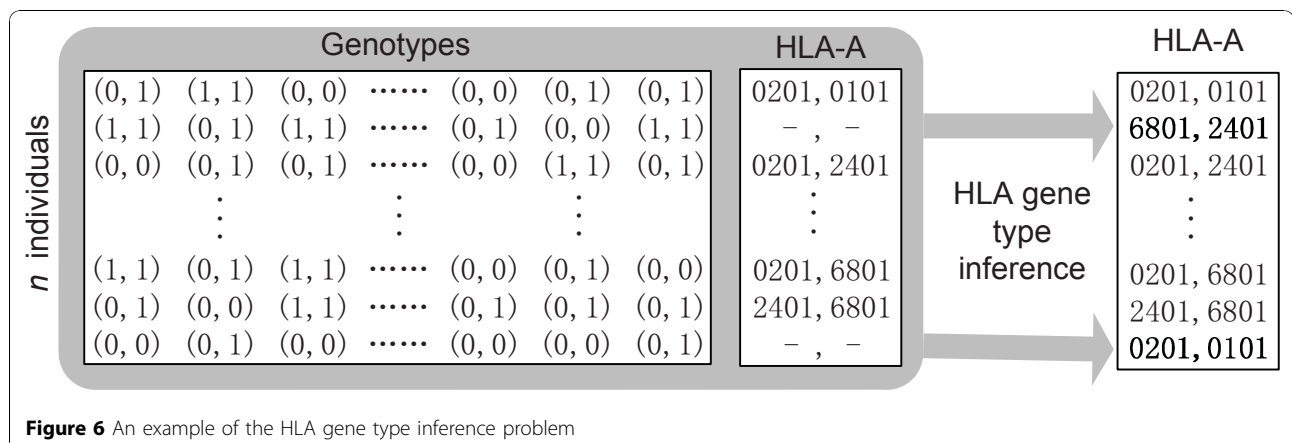 Genotypes HLA-A HLA-A
n individuals
(0, 1) (1, 1) (0, 0) ⋯⋯ (0, 0) (0, 1) (0, 1) 0201, 0101 0201, 0101
(1, 1) (0, 1) (1, 1) ⋯⋯ (0, 1) (0, 0) (1, 1) – , – 6801, 2401
(0, 0) (0, 1) (0, 1) ⋯⋯ (0, 0) (1, 1) (0, 1) 0201, 2401 0201, 2401
⋮ ⋮ ⋮ ⋮ ⋮
HLA gene
type
inference
(1, 1) (0, 1) (1, 1) ⋯⋯ (0, 0) (0, 1) (0, 0) 0201, 6801 0201, 6801
(0, 1) (0, 0) (1, 1) ⋯⋯ (0, 1) (0, 1) (0, 1) 2401, 6801 2401, 6801
(0, 0) (0, 1) (0, 0) ⋯⋯ (0, 0) (0, 0) (0, 1) – , – 0201, 0101
Figure 6 An example of the HLA gene type inference problem